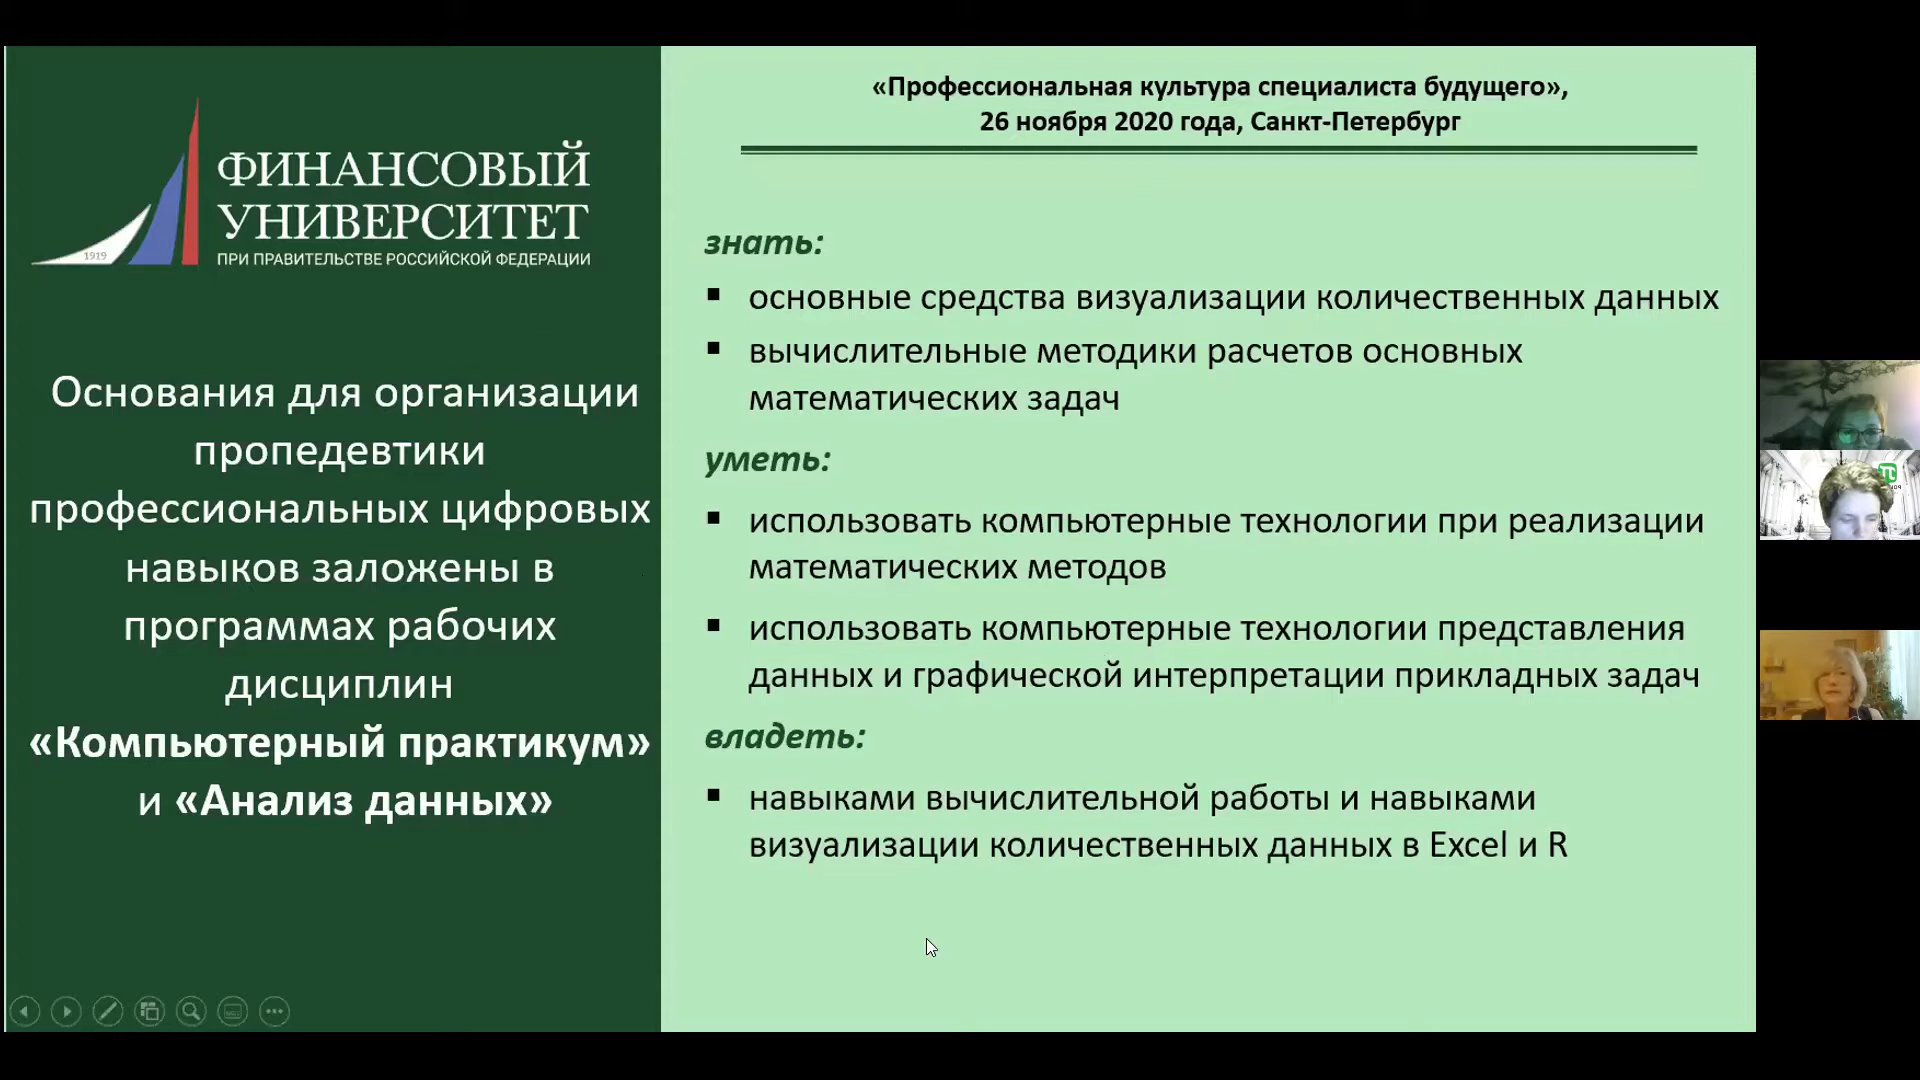 ФИНАНСОВЫЙ
УНИВЕРСИТЕТ
ПРИ ПРАВИТЕЛЬСТВЕ РОССИЙСКОЙ ФЕДЕРАЦИИ
1919
Основания для организации
пропедевтики
профессиональных цифровых
навыков заложены в
программах рабочих
дисциплин
«Компьютерный практикум»
и «Анализ данных»
«Профессиональная культура специалиста будущего»,
26 ноября 2020 года, Санкт-Петербург
знать:
▪ основные средства визуализации количественных данных
▪ вычислительные методики расчетов основных
математических задач
уметь:
▪ использовать компьютерные технологии при реализации
математических методов
▪ использовать компьютерные технологии представления
данных и графической интерпретации прикладных задач
владеть:
▪ навыками вычислительной работы и навыками
визуализации количественных данных в Excel и R